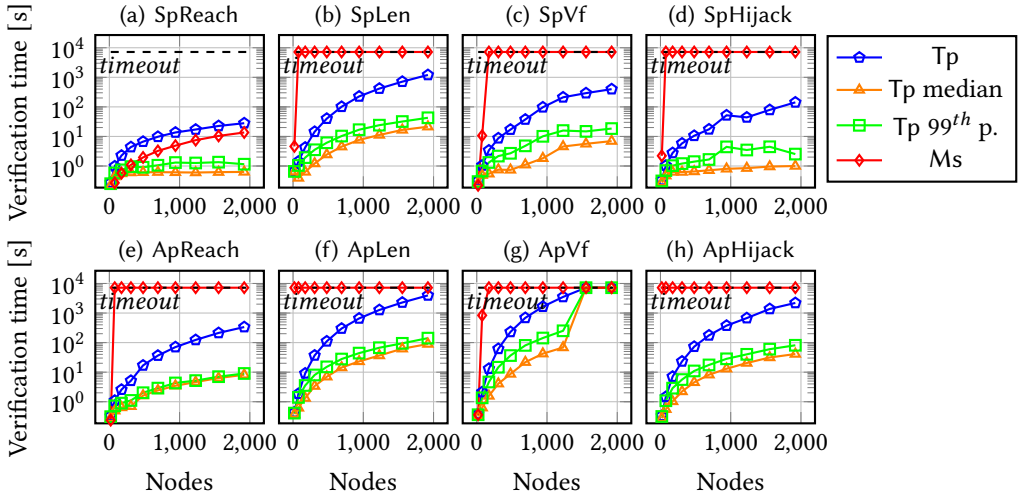 (a) SpReach (b) SpLen (c) SpVf (d) SpHijack
Verification time [s]
10^4
10^3
10^2
10^1
10^0
timeout timeout timeout timeout
0 1,000 2,000 0 1,000 2,000 0 1,000 2,000 0 1,000 2,000
Tp
Tp median
Tp 99^th p.
Ms
(e) ApReach (f) ApLen (g) ApVf (h) ApHijack
Verification time [s]
10^4
10^3
10^2
10^1
10^0
timeout timeout timeout timeout
0 1,000 2,000 0 1,000 2,000 0 1,000 2,000 0 1,000 2,000
Nodes Nodes Nodes Nodes